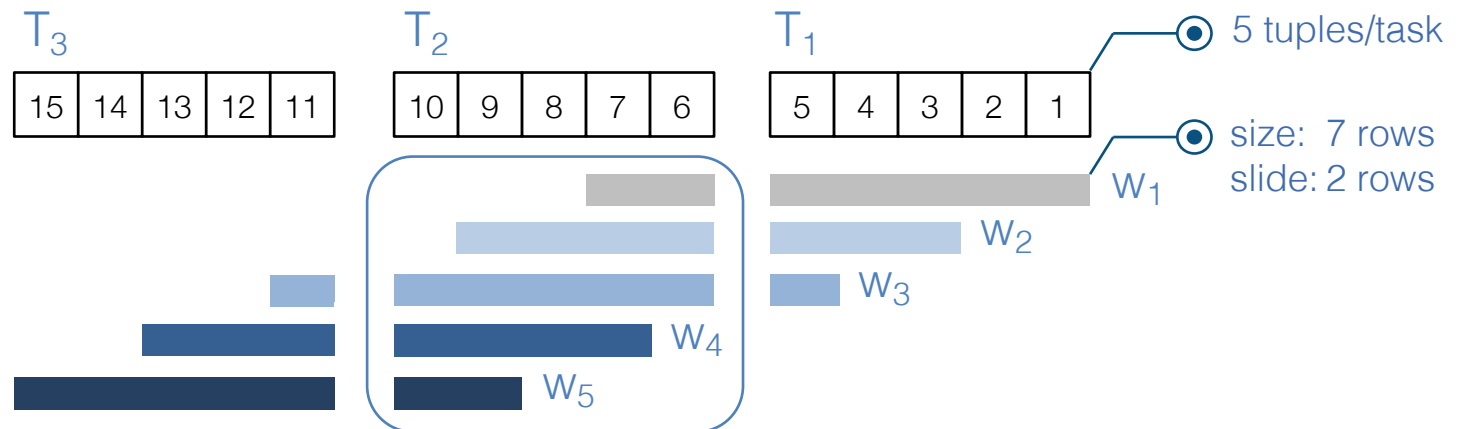 T3 T2 T1 5 tuples/task
15 14 13 12 11 10 9 8 7 6 5 4 3 2 1
size: 7 rows
slide: 2 rows
w1
w2
w3
w4
w5